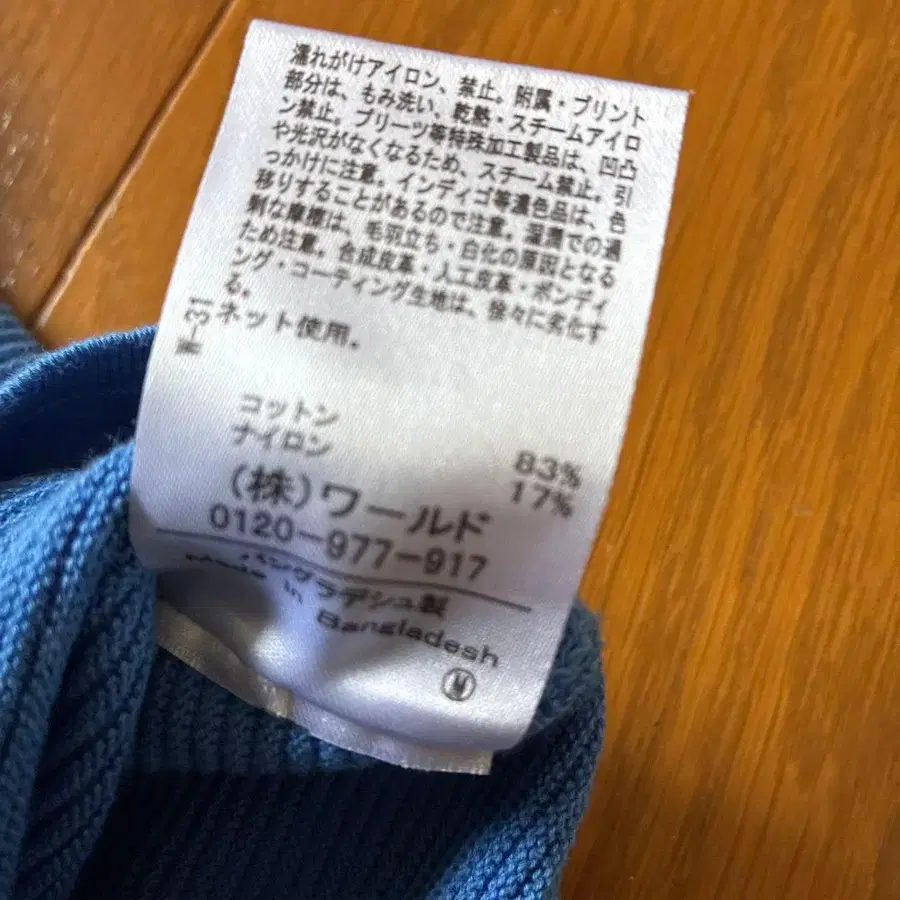 濡れがけアイロン、禁止。附属・プリント
部分は、もみ洗い、乾熱・スチームアイロ
ン禁止。プリーツ等特殊加工製品は、凹凸
や光沢がなくなるため、スチーム禁止。引
っかけに注意。インディゴ等濃色品は、色
移りすることがあるので注意。湿潤での過
剰な摩擦は、毛羽立ち・白化の原因となる
ため注意。合成皮革・人工皮革・ボンディ
ング・コーティング生地は、徐々に劣化す
る。
ネット使用。
W-31
コットン 83%
ナイロン 17%
(株)ワールド
0120-977-917
バングラデシュ製
Made in Bangladesh
M